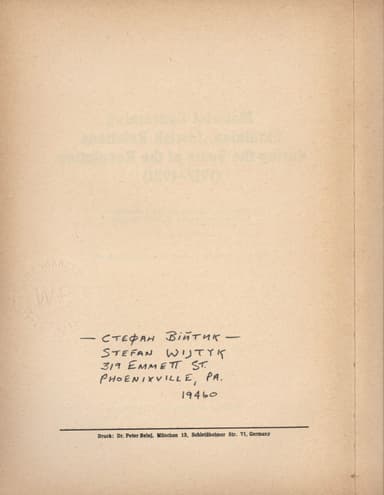 — СТЕФАН ВІЙТИК —
STEFAN WIJTYK
319 EMMETT ST.
PHOENIXVILLE, PA.
19460
Druck: Dr. Peter Belej, München 13, Schleißheimer Str. 71, Germany